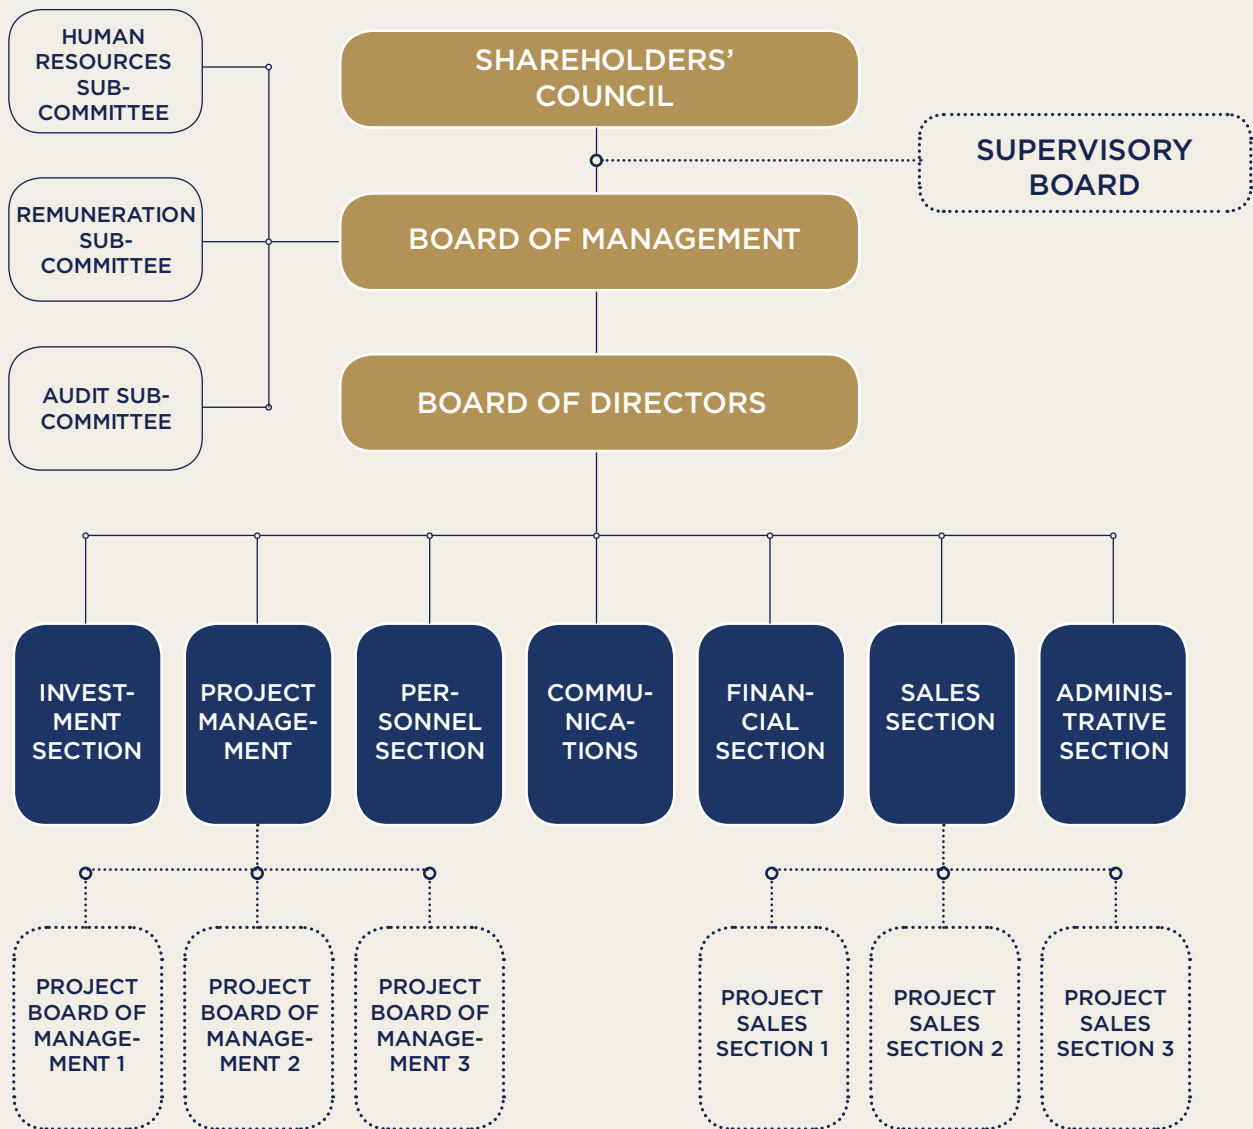 HUMAN
RESOURCES
SUB-
COMMITTEE
SHAREHOLDERS'
COUNCIL
SUPERVISORY
BOARD
REMUNERATION
SUB-
COMMITTEE
BOARD OF MANAGEMENT
AUDIT SUB-
COMMITTEE
BOARD OF DIRECTORS
INVEST-
MENT
SECTION
PROJECT
MANAGE-
MENT
PER-
SONNEL
SECTION
COMMU-
NICA-
TIONS
FINAN-
CIAL
SECTION
SALES
SECTION
ADMINIS-
TRATIVE
SECTION
PROJECT
BOARD OF
MANAGE-
MENT 1
PROJECT
BOARD OF
MANAGE-
MENT 2
PROJECT
BOARD OF
MANAGE-
MENT 3
PROJECT
SALES
SECTION 1
PROJECT
SALES
SECTION 2
PROJECT
SALES
SECTION 3